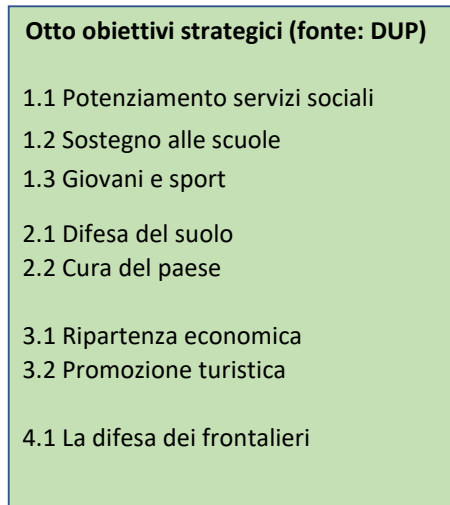 Otto obiettivi strategici (fonte: DUP)
1.1 Potenziamento servizi sociali
1.2 Sostegno alle scuole
1.3 Giovani e sport
2.1 Difesa del suolo
2.2 Cura del paese
3.1 Ripartenza economica
3.2 Promozione turistica
4.1 La difesa dei frontalieri